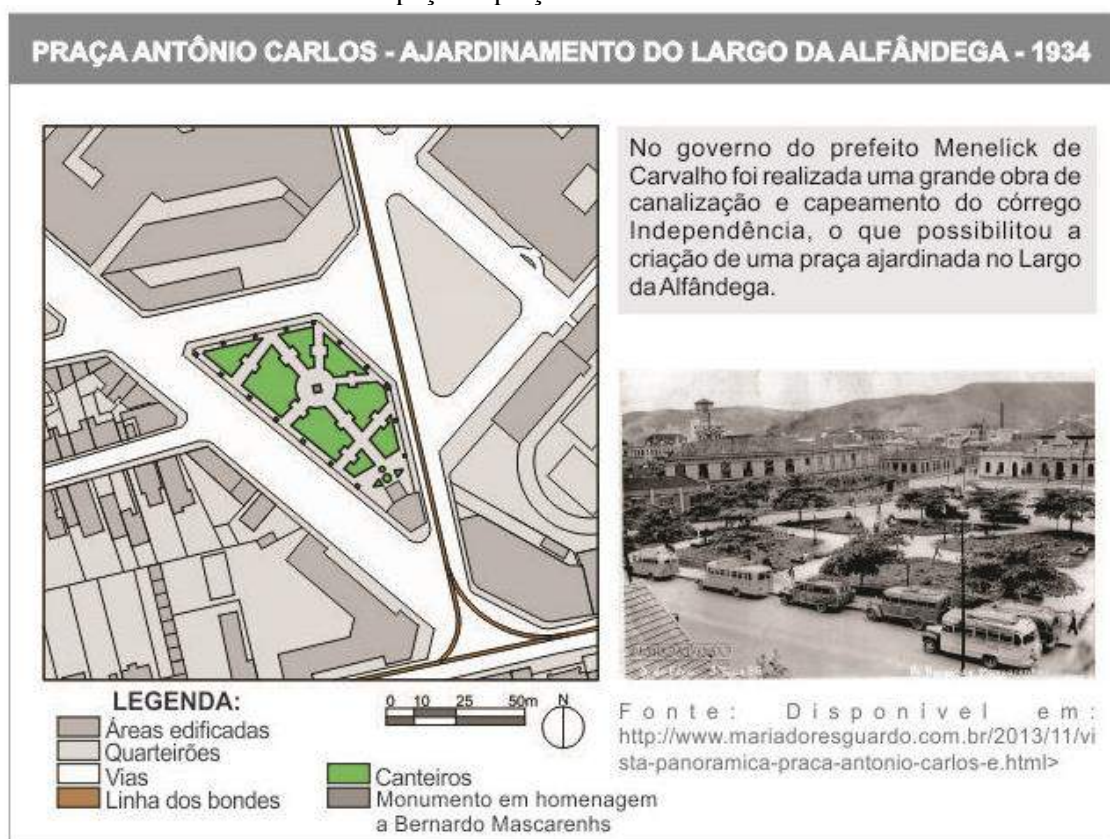 PRAÇA ANTÔNIO CARLOS - AJARDINAMENTO DO LARGO DA ALFÂNDEGA - 1934
No governo do prefeito Menelick de
Carvalho foi realizada uma grande obra de
canalização e capeamento do córrego
Independência, o que possibilitou a
criação de uma praça ajardinada no Largo
da Alfândega.
LEGENDA:
Áreas edificadas
Quarteirões
Vias
Linha dos bondes
0 10 25 50m
N
Canteiros
Monumento em homenagem
a Bernardo Mascarenhs
Fonte: Disponivel em:
http://www.mariadoresguardo.com.br/2013/11/vi
sta-panoramica-praca-antonio-carlos-e.html>